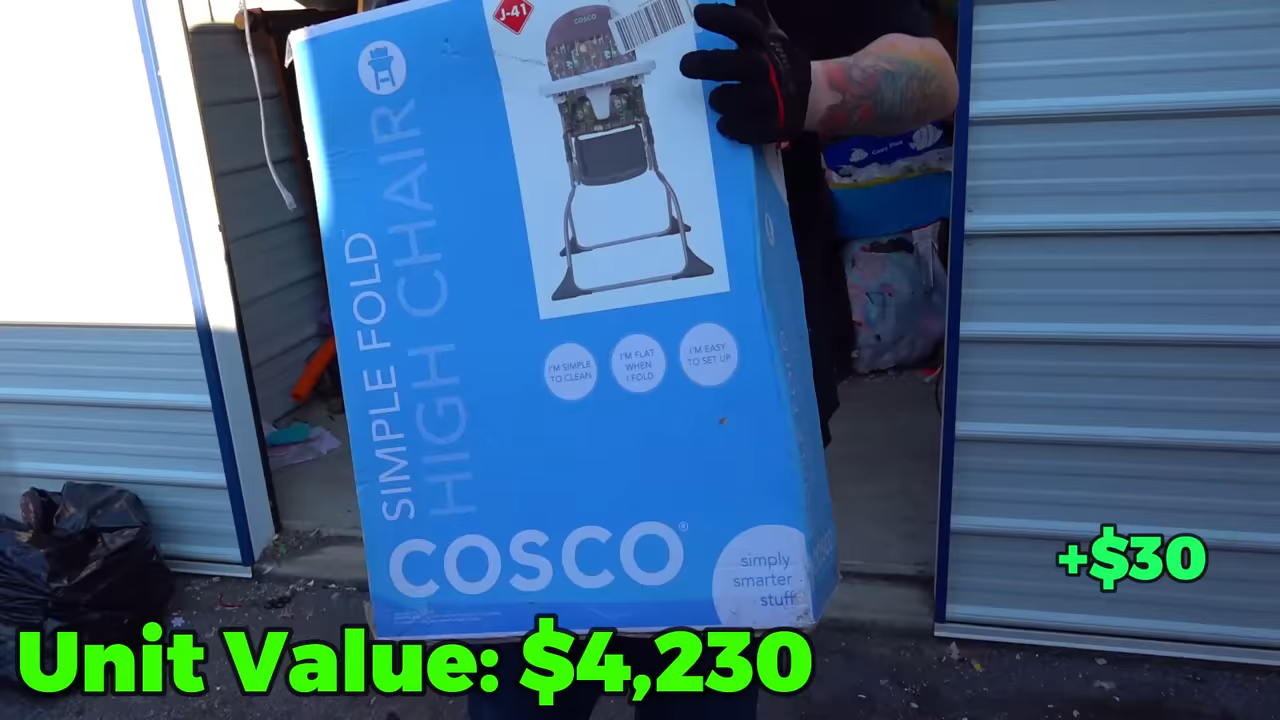 J-41
COSCO
SIMPLE FOLD
HIGH CHAIR
I'M SIMPLE
TO CLEAN
I'M FLAT
WHEN
I FOLD
I'M EASY
TO SET UP
COSCO®
simply
smarter
stuff
+$30
Unit Value: $4,230